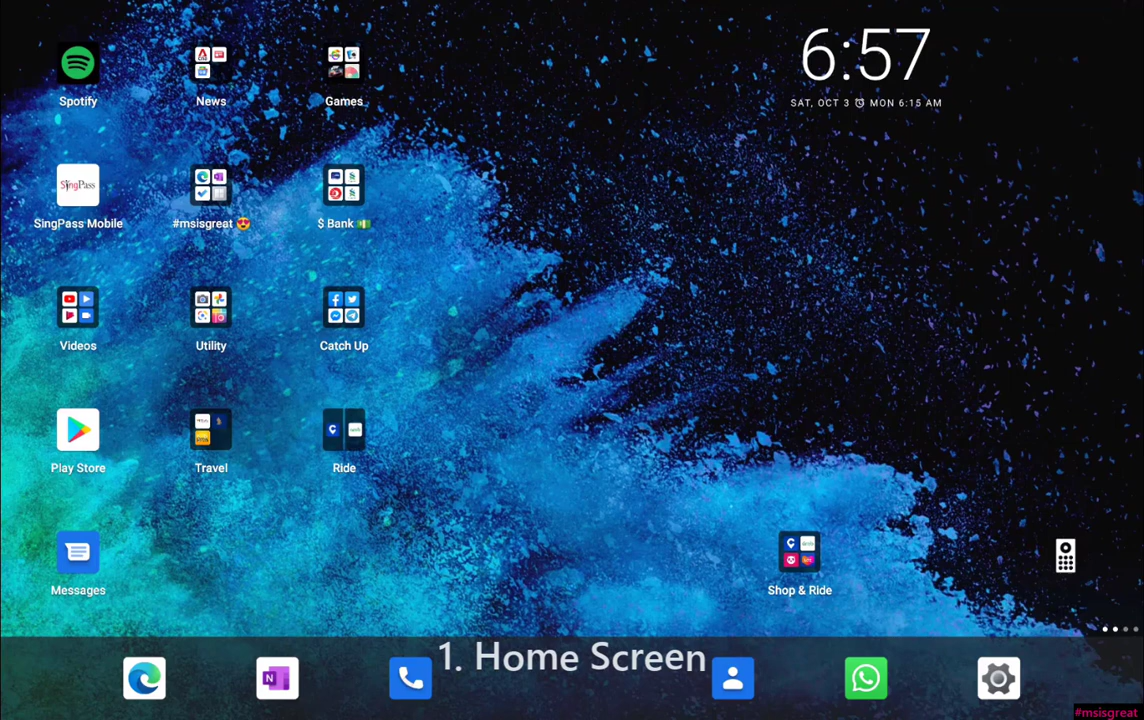 6:57
SAT, OCT 3 MON 6:15 AM
Spotify
News
Games
SingPass
SingPass Mobile
#msisgreat 😍
$ Bank 💵
Videos
Utility
Catch Up
Play Store
Travel
Ride
Messages
Shop & Ride
1. Home Screen
N
#msisgreat